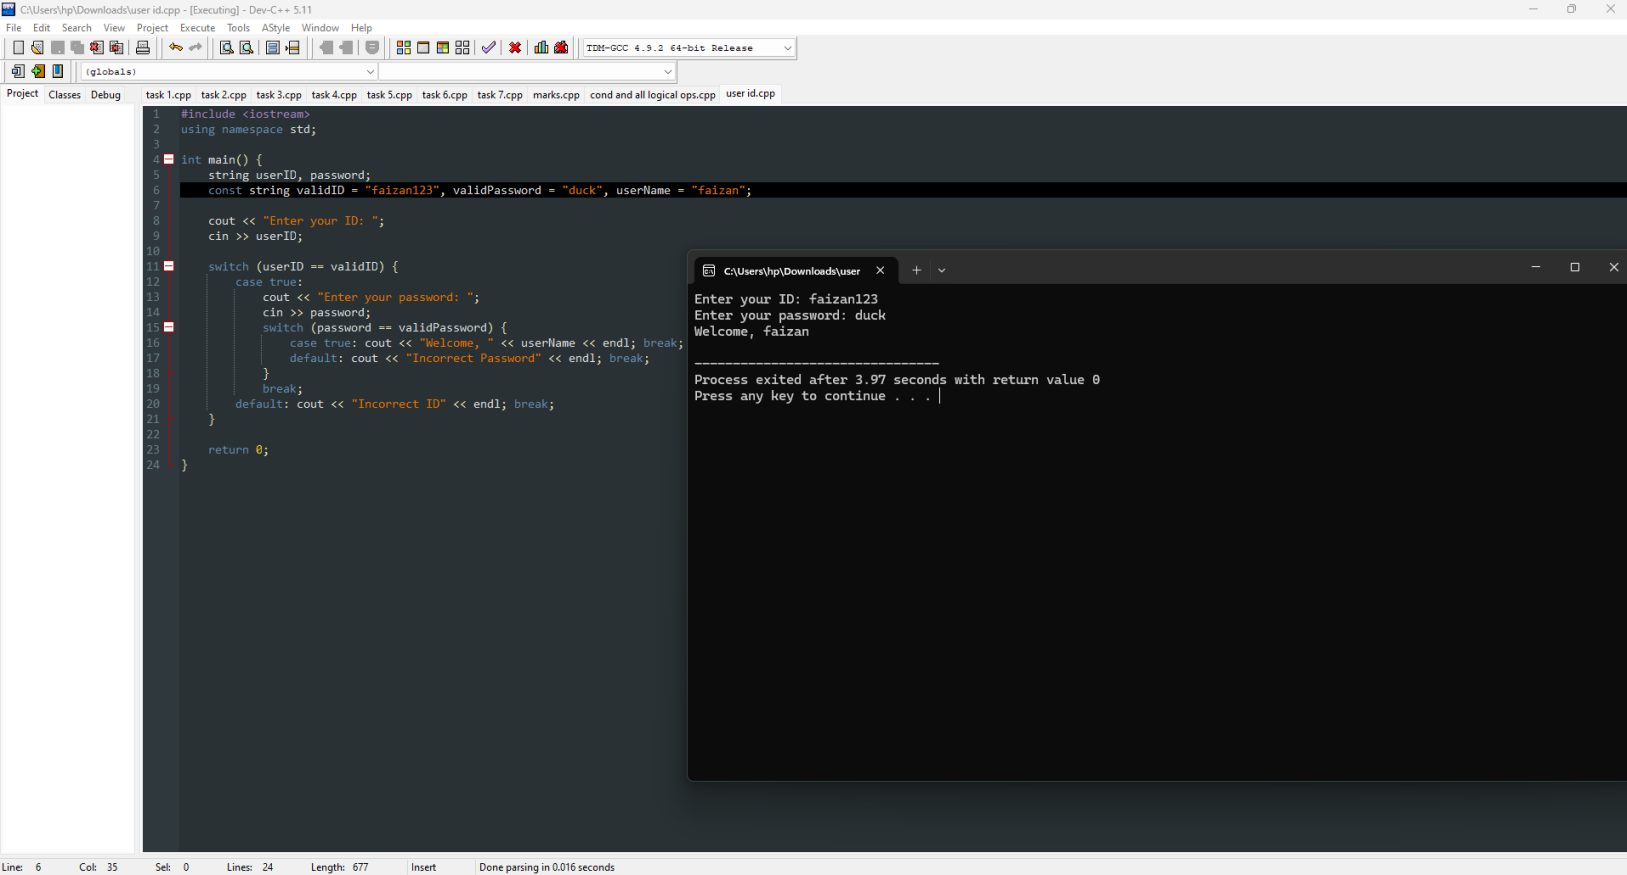 C:\Users\hp\Downloads\user id.cpp - [Executing] - Dev-C++ 5.11
File Edit Search View Project Execute Tools AStyle Window Help
TDM-GCC 4.9.2 64-bit Release
(globals)
Project Classes Debug
task 1.cpp task 2.cpp task 3.cpp task 4.cpp task 5.cpp task 6.cpp task 7.cpp marks.cpp cond and all logical ops.cpp user id.cpp
1 #include <iostream>
2 using namespace std;
3
4 int main() {
5 string userID, password;
6 const string validID = "faizan123", validPassword = "duck", userName = "faizan";
7
8 cout << "Enter your ID: ";
9 cin >> userID;
10
11 switch (userID == validID) {
12 case true:
13 cout << "Enter your password: ";
14 cin >> password;
15 switch (password == validPassword) {
16 case true: cout << "Welcome, " << userName << endl; break;
17 default: cout << "Incorrect Password" << endl; break;
18 }
19 break;
20 default: cout << "Incorrect ID" << endl; break;
21 }
22
23 return 0;
24 }
C:\Users\hp\Downloads\user
Enter your ID: faizan123
Enter your password: duck
Welcome, faizan
--------------------------------
Process exited after 3.97 seconds with return value 0
Press any key to continue . . .
Line: 6 Col: 35 Sel: 0 Lines: 24 Length: 677 Insert Done parsing in 0.016 seconds